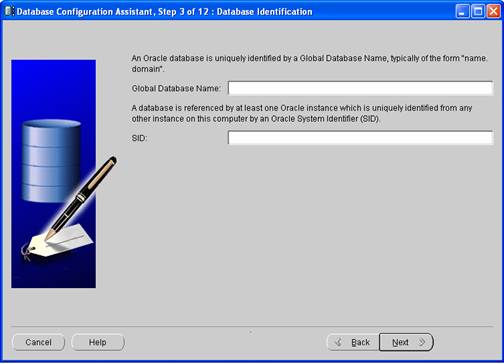 Database Configuration Assistant, Step 3 of 12 : Database Identification
An Oracle database is uniquely identified by a Global Database Name, typically of the form "name.
domain".
Global Database Name:
A database is referenced by at least one Oracle instance which is uniquely identified from any
other instance on this computer by an Oracle System Identifier (SID).
SID:
Cancel Help Back Next